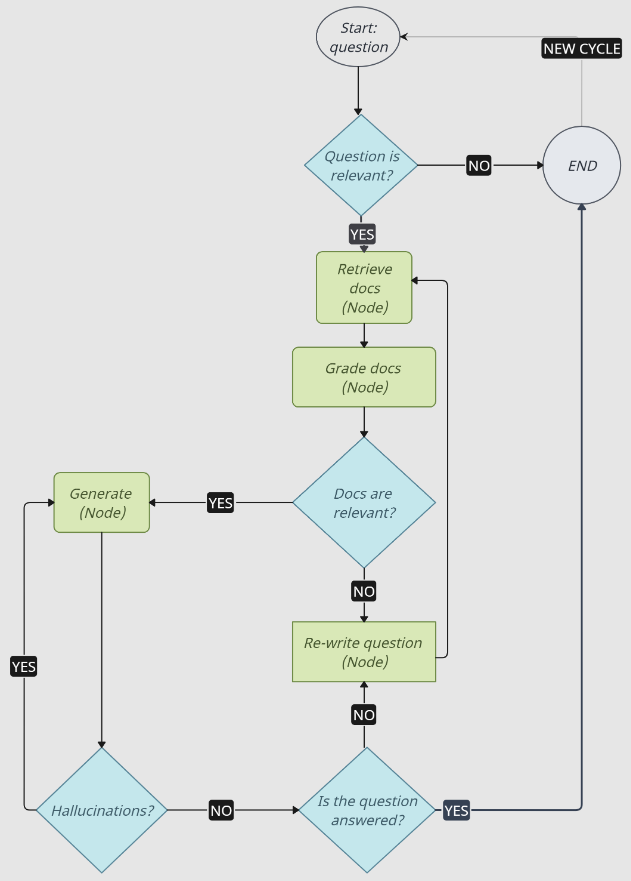 Start:
question
NEW CYCLE
Question is
relevant?
NO
END
YES
Retrieve
docs
(Node)
Grade docs
(Node)
Generate
(Node)
YES
Docs are
relevant?
NO
Re-write question
(Node)
YES
NO
Hallucinations?
NO
Is the question
answered?
YES